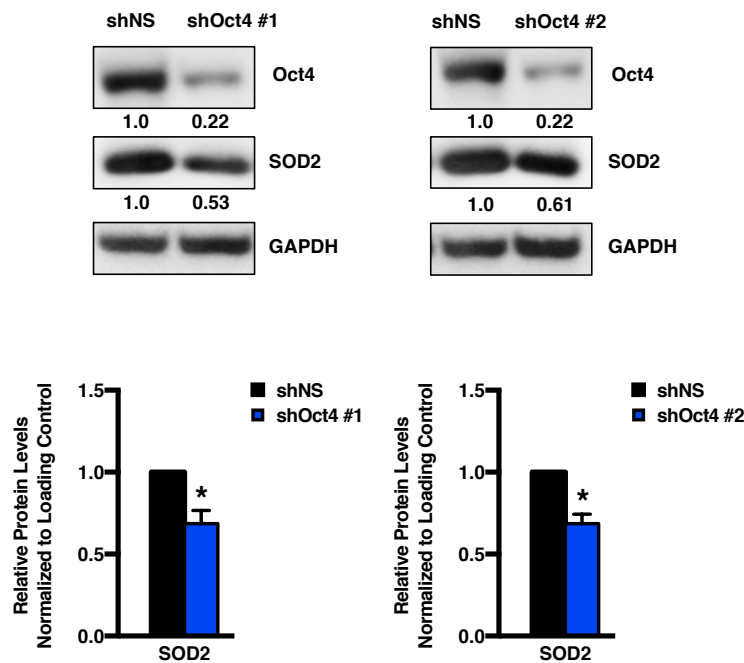 shNS shOct4 #1
Oct4
1.0 0.22
SOD2
1.0 0.53
GAPDH
shNS shOct4 #2
Oct4
1.0 0.22
SOD2
1.0 0.61
GAPDH
Relative Protein Levels
Normalized to Loading Control
1.5
1.0
0.5
0.0
shNS
shOct4 #1
*
SOD2
Relative Protein Levels
Normalized to Loading Control
1.5
1.0
0.5
0.0
shNS
shOct4 #2
*
SOD2